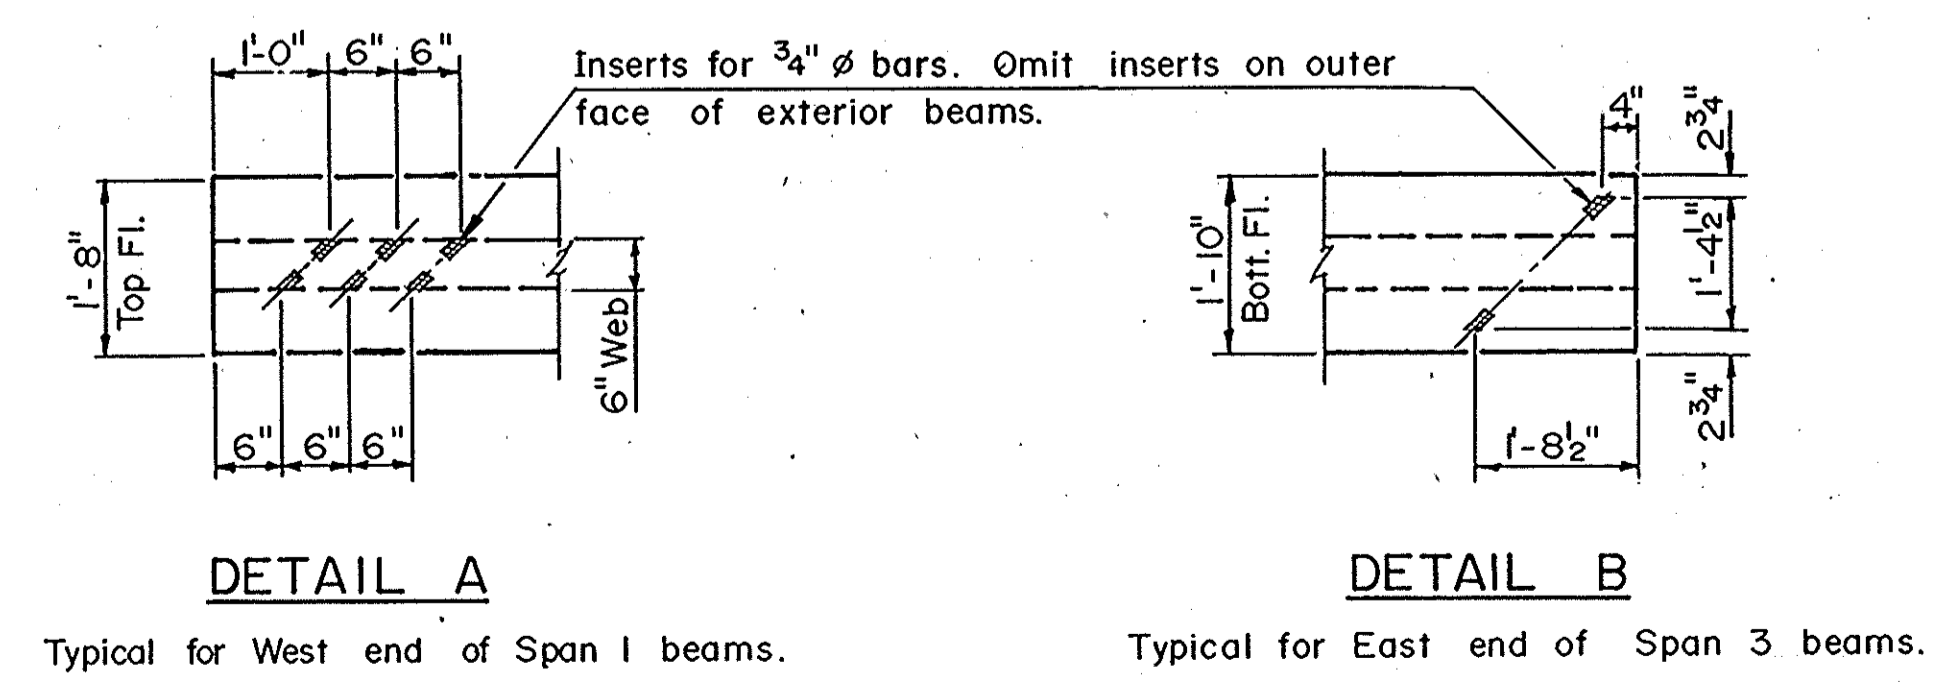 1'-0" 6" 6"
Inserts for 3/4" ø bars. Omit inserts on outer
face of exterior beams.
4"
2 3/4"
1'-8"
Top Fl.
6" Web
1'-10"
Bott. Fl.
1'-4 1/2"
2 3/4"
6" 6" 6"
1'-8 1/2"
DETAIL A
DETAIL B
Typical for West end of Span 1 beams.
Typical for East end of Span 3 beams.